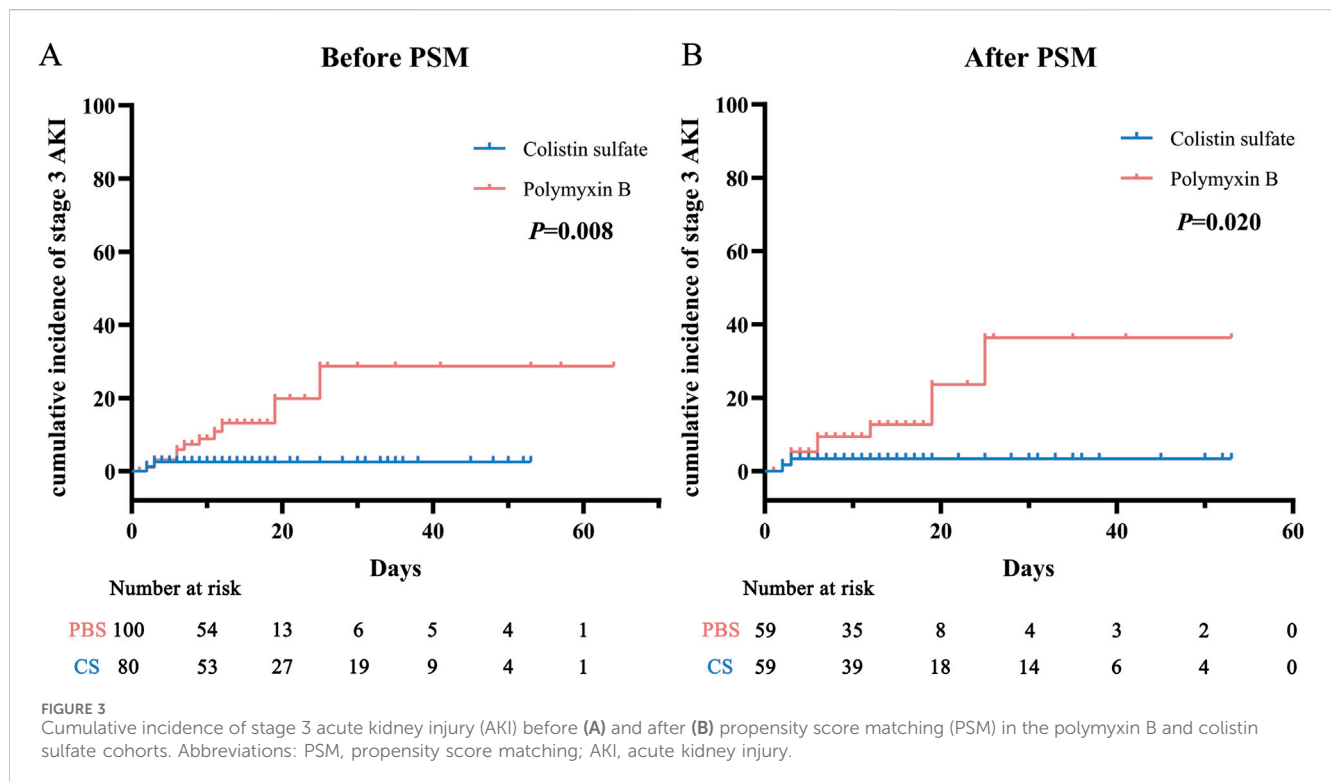 A
Before PSM
cumulative incidence of stage 3 AKI
100
80
60
40
20
0
Colistin sulfate
Polymyxin B
P=0.008
0 20 40 60
Days
Number at risk
PBS 100 54 13 6 5 4 1
CS 80 53 27 19 9 4 1
B
After PSM
cumulative incidence of stage 3 AKI
100
80
60
40
20
0
Colistin sulfate
Polymyxin B
P=0.020
0 20 40 60
Days
Number at risk
PBS 59 35 8 4 3 2 0
CS 59 39 18 14 6 4 0
FIGURE 3
Cumulative incidence of stage 3 acute kidney injury (AKI) before (A) and after (B) propensity score matching (PSM) in the polymyxin B and colistin
sulfate cohorts. Abbreviations: PSM, propensity score matching; AKI, acute kidney injury.